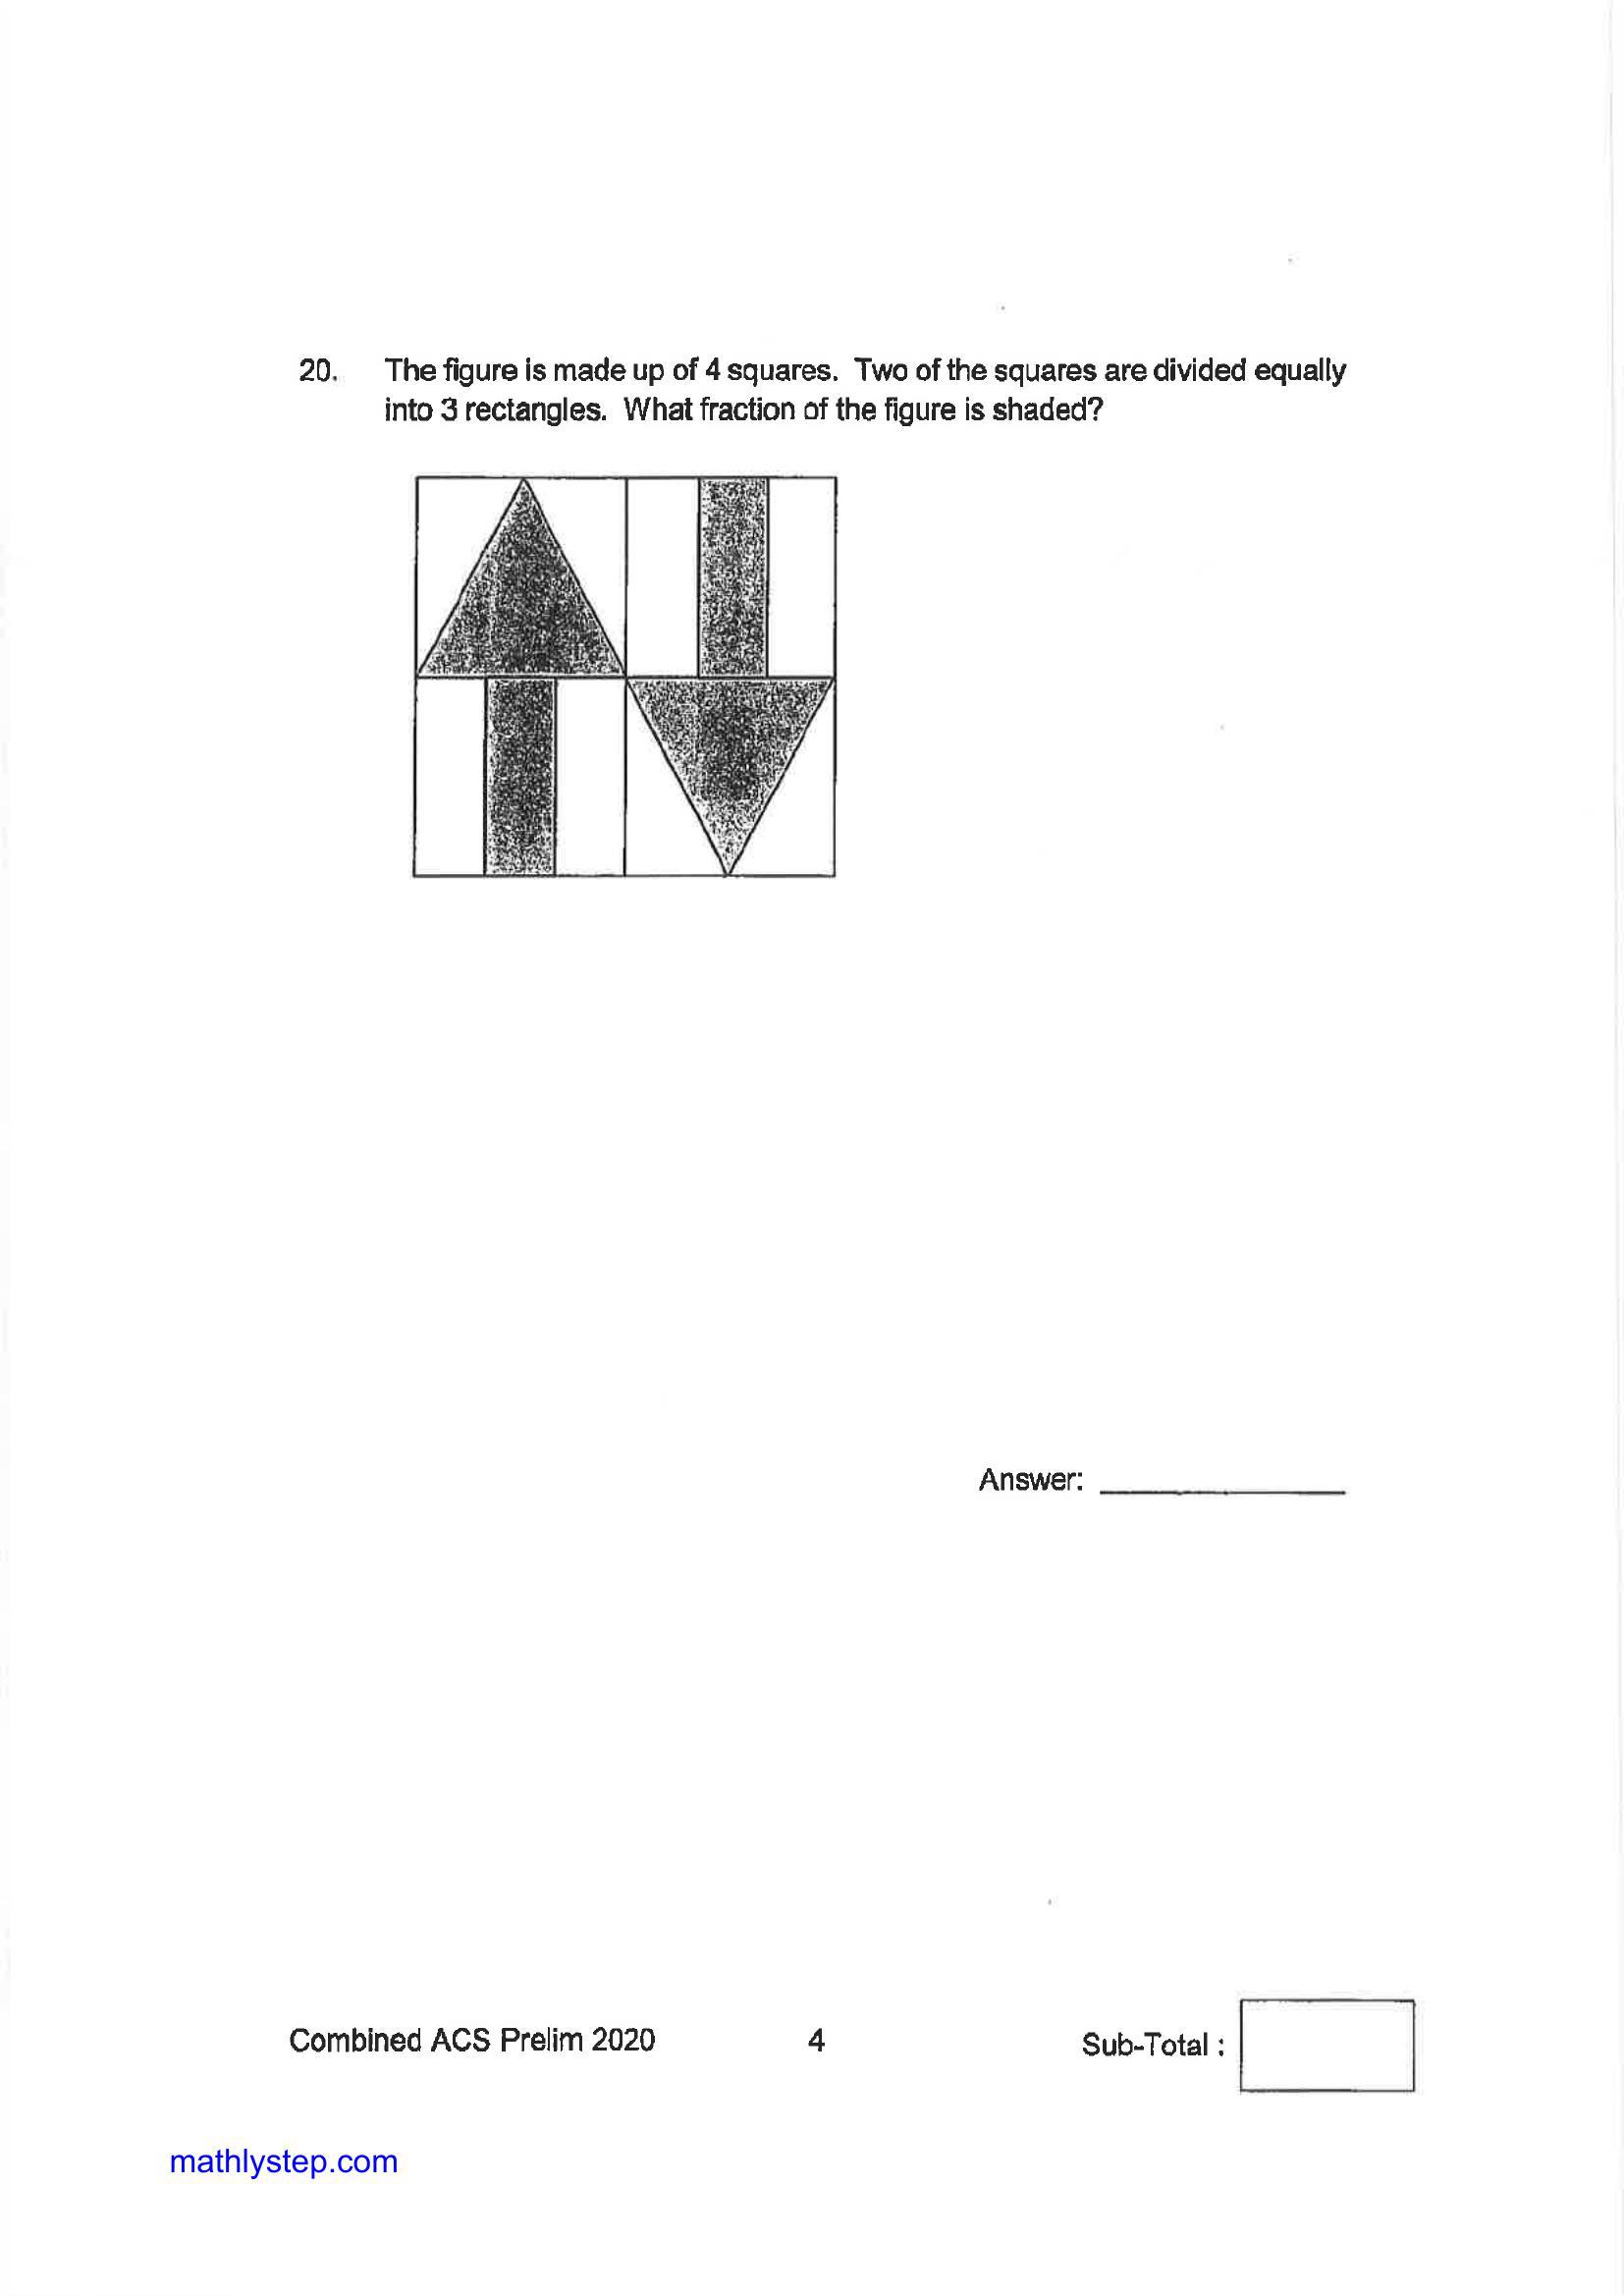 20. The figure is made up of 4 squares. Two of the squares are divided equally
into 3 rectangles. What fraction of the figure is shaded?
Answer:
Combined ACS Prelim 2020 4 Sub-Total :
mathlystep.com